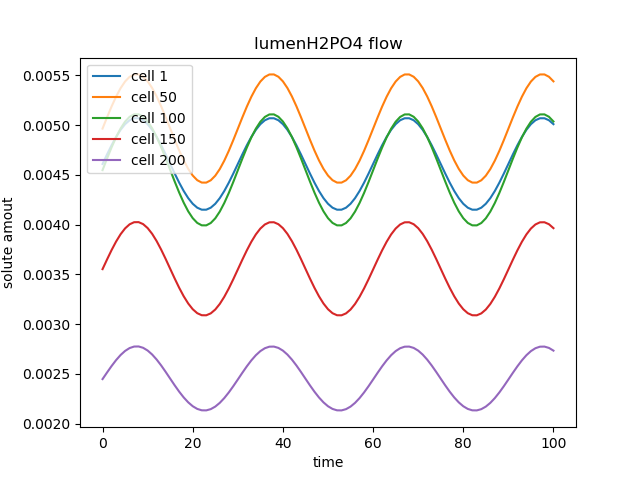 lumenH2PO4 flow
cell 1
cell 50
cell 100
cell 150
cell 200
solute amout
0.0055
0.0050
0.0045
0.0040
0.0035
0.0030
0.0025
0.0020
0 20 40 60 80 100
time